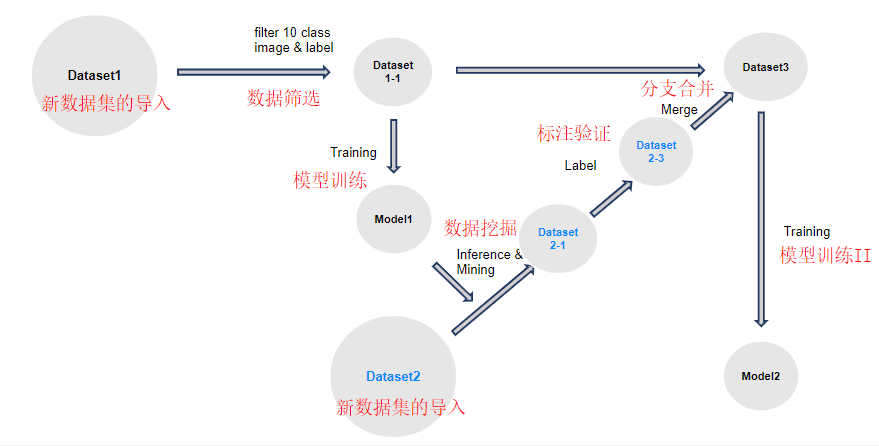 Dataset1
新数据集的导入
filter 10 class
image & label
数据筛选
Dataset
1-1
Dataset3
分支合并
Merge
标注验证
Label
Dataset
2-3
Training
模型训练
Model1
数据挖掘
Inference &
Mining
Dataset
2-1
Training
模型训练II
Dataset2
新数据集的导入
Model2